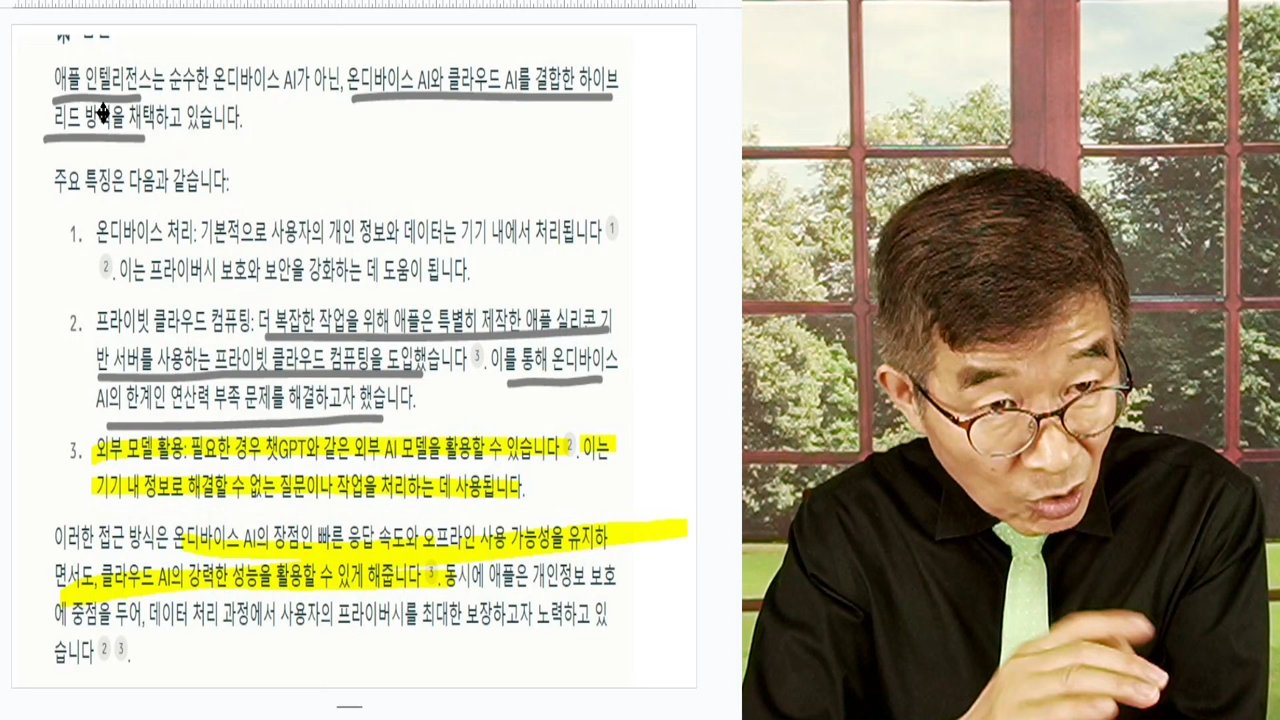 애플 인텔리전스는 순수한 온디바이스 AI가 아닌, 온디바이스 AI와 클라우드 AI를 결합한 하이브
리드 방식을 채택하고 있습니다.
주요 특징은 다음과 같습니다:
1. 온디바이스 처리: 기본적으로 사용자의 개인 정보와 데이터는 기기 내에서 처리됩니다 1
2. 이는 프라이버시 보호와 보안을 강화하는 데 도움이 됩니다.
2. 프라이빗 클라우드 컴퓨팅: 더 복잡한 작업을 위해 애플은 특별히 제작한 애플 실리콘 기
반 서버를 사용하는 프라이빗 클라우드 컴퓨팅을 도입했습니다 3. 이를 통해 온디바이스
AI의 한계인 연산력 부족 문제를 해결하고자 했습니다.
3. 외부 모델 활용: 필요한 경우 챗GPT와 같은 외부 AI 모델을 활용할 수 있습니다 2. 이는
기기 내 정보로 해결할 수 없는 질문이나 작업을 처리하는 데 사용됩니다.
이러한 접근 방식은 온디바이스 AI의 장점인 빠른 응답 속도와 오프라인 사용 가능성을 유지하
면서도, 클라우드 AI의 강력한 성능을 활용할 수 있게 해줍니다 3. 동시에 애플은 개인정보 보호
에 중점을 두어, 데이터 처리 과정에서 사용자의 프라이버시를 최대한 보장하고자 노력하고 있
습니다 2 3.